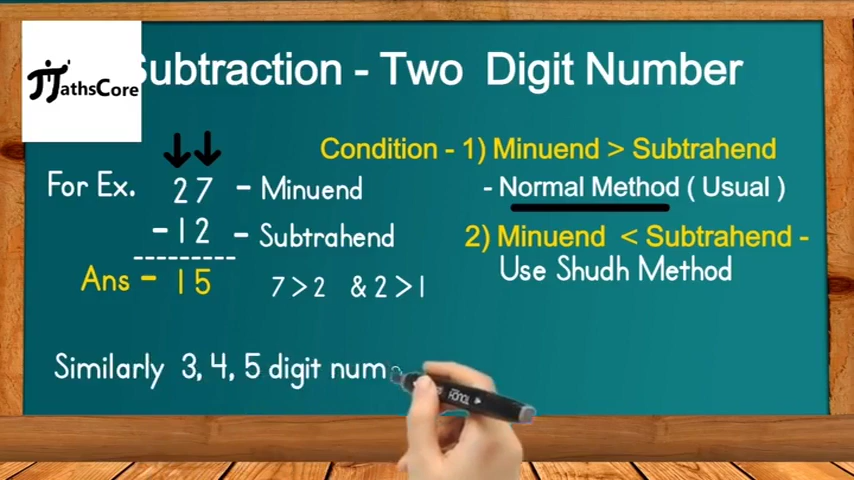 Subtraction - Two Digit Number
MathsCore
Condition - 1) Minuend > Subtrahend
For Ex. 27 - Minuend
- Normal Method ( Usual )
- 12 - Subtrahend
2) Minuend < Subtrahend -
Use Shudh Method
Ans - 15
7 > 2 & 2 > 1
Similarly 3, 4, 5 digit num